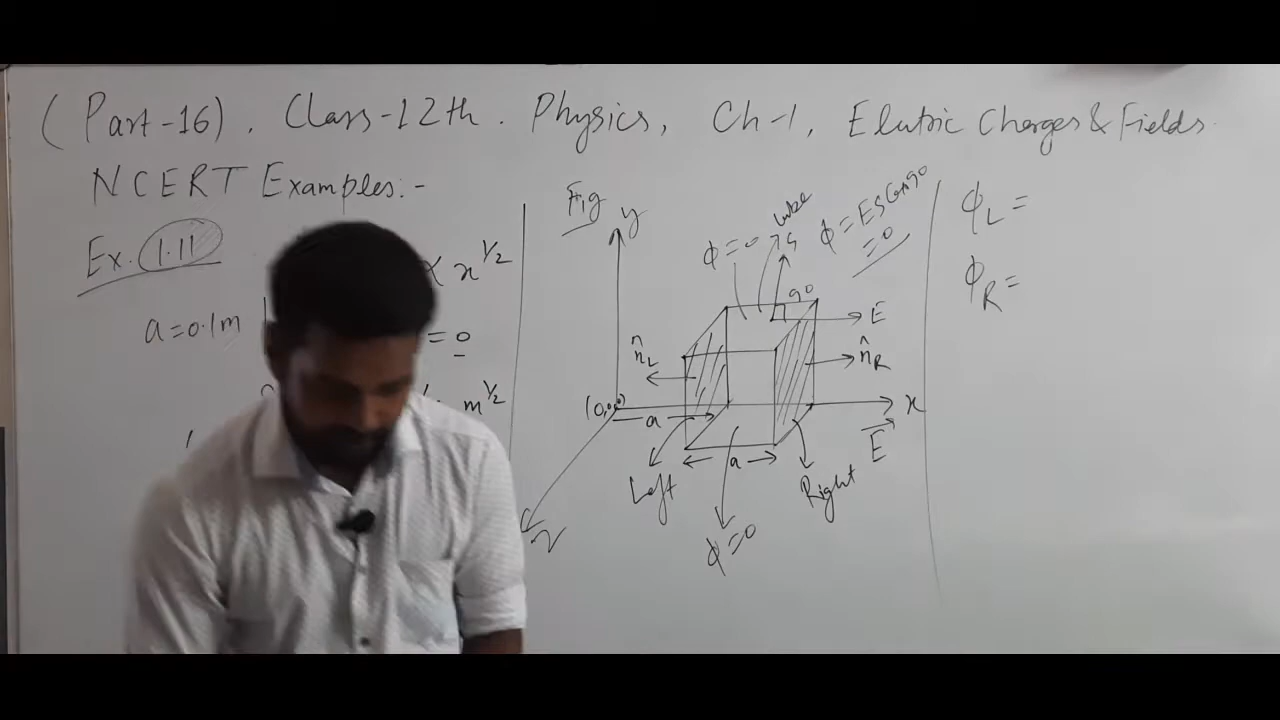 (Part-16). Class-12th. Physics, Ch-1, Elutric Charges & Fields.
NCERT Examples:-
Ex. 1.11
α x^1/2
a=0.1m
= 0
m^1/2
Fig
y
x
(0,0,0)
a
a
n̂L
n̂R
Left
Right
ϕ=0
ϕ=0
ϕ=ES Cos90
=0
S
90
E
E⃗
ϕL=
ϕR=